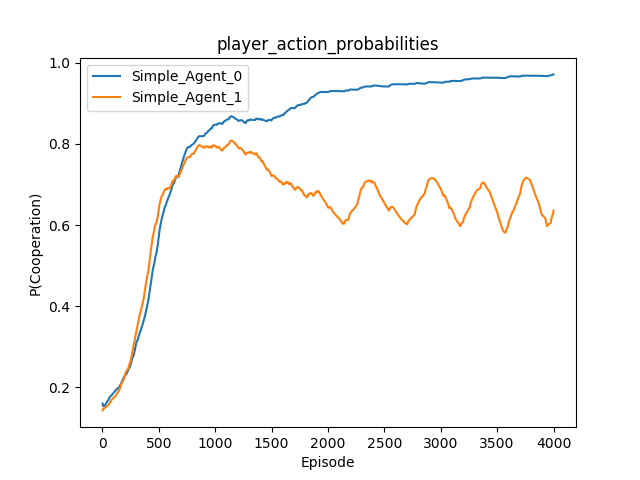 player_action_probabilities
1.0
0.8
0.6
0.4
0.2
P(Cooperation)
Simple_Agent_0
Simple_Agent_1
0 500 1000 1500 2000 2500 3000 3500 4000
Episode